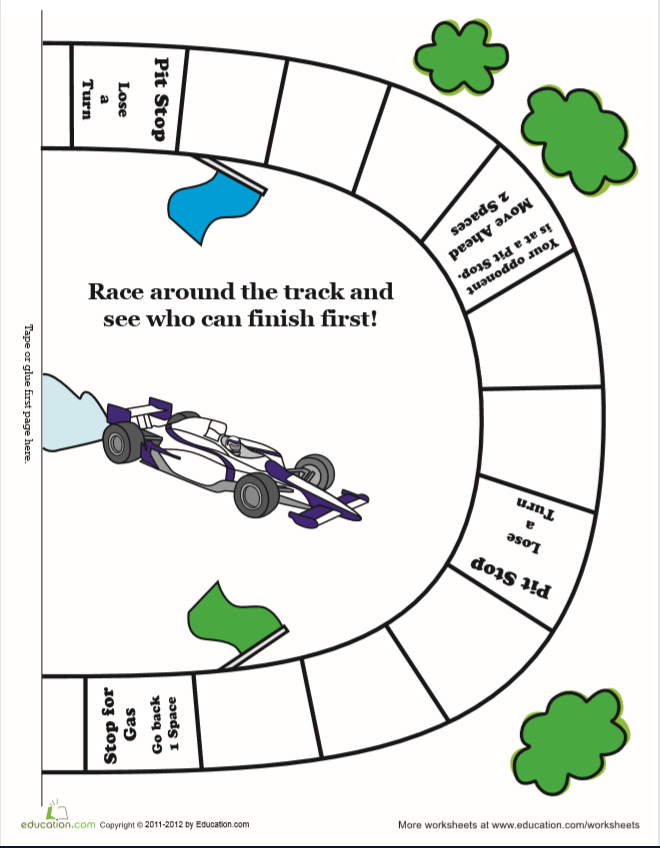 Pit Stop
Lose
a
Turn
Your opponent
is at a Pit Stop.
Move Ahead
2 Spaces
Race around the track and
see who can finish first!
Tape or glue first page here.
Pit Stop
Lose
a
Turn
Stop for
Gas
Go back
1 Space
education.com Copyright © 2011-2012 by Education.com
More worksheets at www.education.com/worksheets